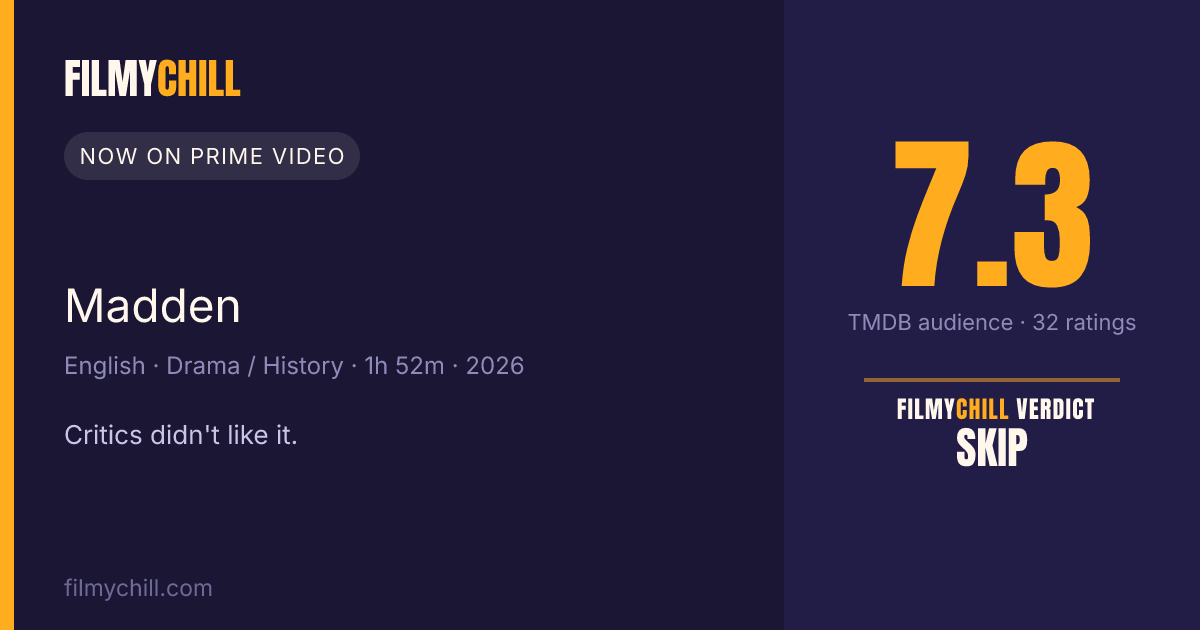 FILMYCHILL
NOW ON PRIME VIDEO
Madden
English · Drama / History · 1h 52m · 2026
Critics didn't like it.
filmychill.com
7.3
TMDB audience · 32 ratings
FILMYCHILL VERDICT
SKIP